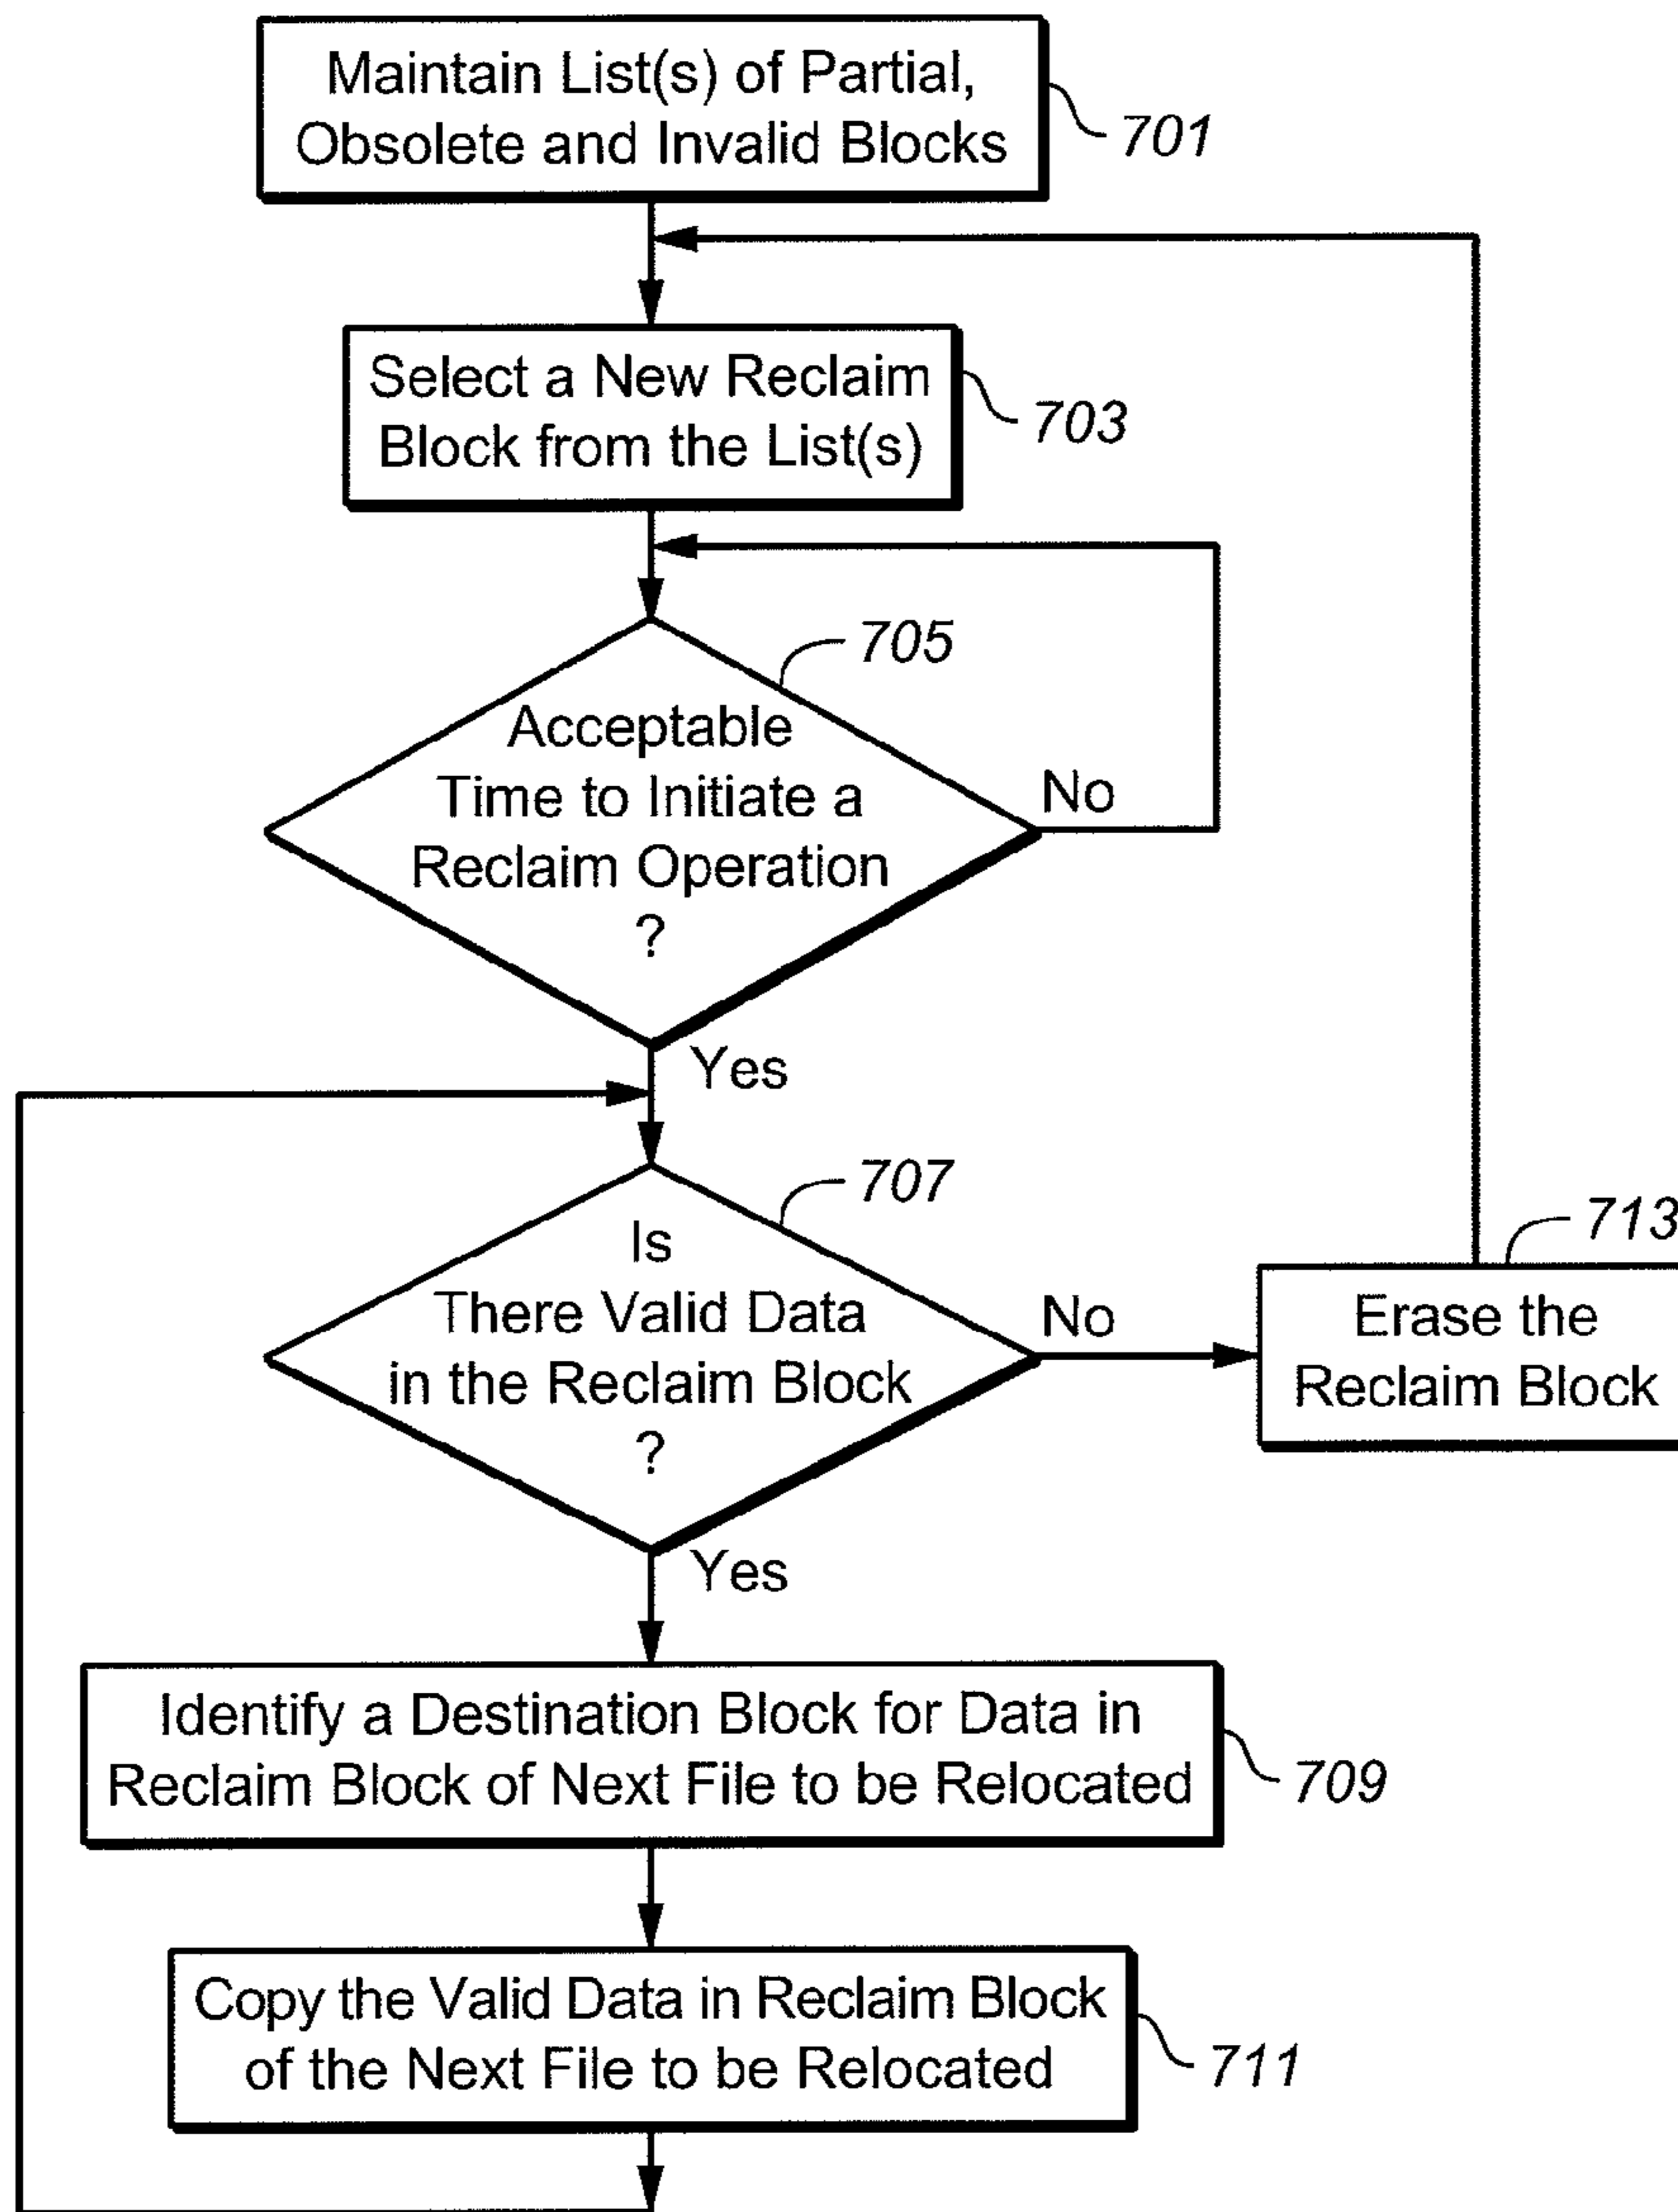 Maintain List(s) of Partial,
Obsolete and Invalid Blocks
701
Select a New Reclaim
Block from the List(s)
703
705
Acceptable
Time to Initiate a
Reclaim Operation
?
No
Yes
707
Is
There Valid Data
in the Reclaim Block
?
No
713
Erase the
Reclaim Block
Yes
Identify a Destination Block for Data in
Reclaim Block of Next File to be Relocated
709
Copy the Valid Data in Reclaim Block
of the Next File to be Relocated
711